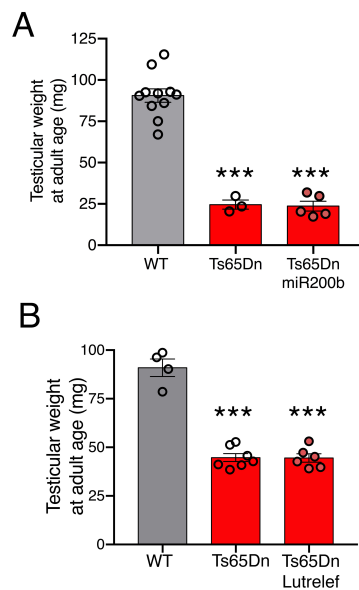 A
Testicular weight
at adult age (mg)
125
100
75
50
25
0
***
***
WT
Ts65Dn
Ts65Dn
miR200b
B
Testicular weight
at adult age (mg)
100
75
50
25
0
***
***
WT
Ts65Dn
Ts65Dn
Lutrelef